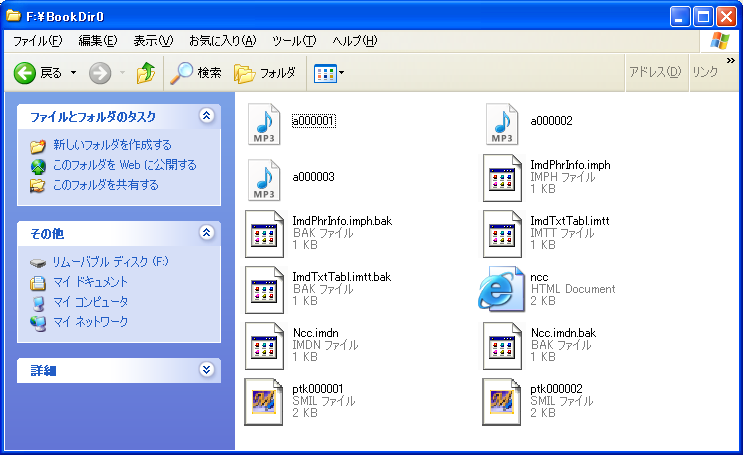 F:¥BookDir0
ファイル(F) 編集(E) 表示(V) お気に入り(A) ツール(T) ヘルプ(H)
戻る 検索 フォルダ アドレス(D) リンク »
ファイルとフォルダのタスク
新しいフォルダを作成する
このフォルダを Web に公開する
このフォルダを共有する
その他
リムーバブル ディスク (F:)
マイ ドキュメント
マイ コンピュータ
マイ ネットワーク
詳細
MP3
a000001
MP3
a000002
MP3
a000003
ImdPhrInfo.imph
IMPH ファイル
1 KB
ImdPhrInfo.imph.bak
BAK ファイル
1 KB
ImdTxtTabl.imtt
IMTT ファイル
1 KB
ImdTxtTabl.imtt.bak
BAK ファイル
1 KB
ncc
HTML Document
2 KB
Ncc.imdn
IMDN ファイル
1 KB
Ncc.imdn.bak
BAK ファイル
1 KB
ptk000001
SMIL ファイル
2 KB
ptk000002
SMIL ファイル
2 KB